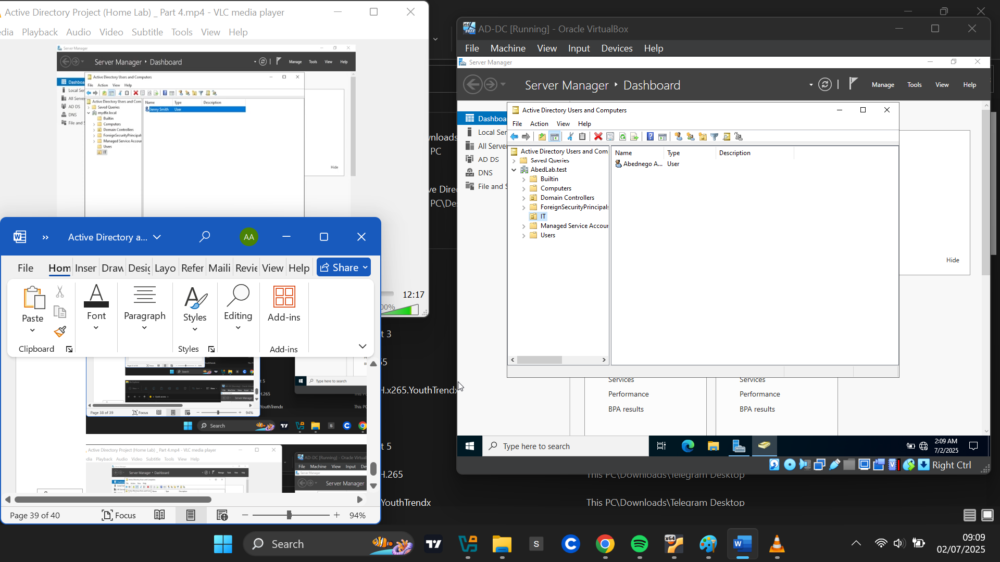 Active Directory Project (Home Lab) _ Part 4.mp4 - VLC media player
dia Playback Audio Video Subtitle Tools View Help
Server Manager
Server Manager Dashboard
Manage Tools View Help
Active Directory Users and Computers
File Action View Help
Active Directory Users and Com
Saved Queries
mydfir.local
Builtin
Computers
Domain Controllers
ForeignSecurityPrincipal
Managed Service Accour
Users
IT
Name Type Description
Jenny Smith User
Dashboa
Local Ser
All Server
AD DS
DNS
File and S
Hide
12:17
00%
Active Directory a...
AA
File Hom Inser Draw Desig Layo Refer Maili Revie View Help Share
Paste
Font
Paragraph
Styles
Editing
Add-ins
Clipboard
Styles
Add-ins
Type here to search
Page 38 of 39
Focus
94%
Search
YouthTrendx
Active Directory Project (Home Lab) _ Part 4.mp4 - VLC media player
dia Playback Audio Video Subtitle Tools View Help
Server Manager Dashboard
AD-DC [Running] - Oracle Virtual
File Machine View Input De
Server Manager
Server Manager
Page 39 of 40
Focus
94%
wnloads
PC
ve Direc
PC\Des
t 3
H.x265.YouthTrendx
t 5
H.265
YouthTrendx
This PC\Downloads\Telegram Desktop
This PC\Downloads\Telegram Desktop
AD-DC [Running] - Oracle VirtualBox
File Machine View Input Devices Help
Server Manager
Server Manager Dashboard
Manage Tools View Help
Dashboa
Local Ser
All Server
AD DS
DNS
File and S
Active Directory Users and Computers
File Action View Help
Active Directory Users and Com
Saved Queries
AbedLab.test
Builtin
Computers
Domain Controllers
ForeignSecurityPrincipals
IT
Managed Service Accour
Users
Name Type Description
Abednego A... User
Hide
Services
Performance
BPA results
Services
Performance
BPA results
Type here to search
2:09 AM
7/2/2025
Right Ctrl
Search
09:09
02/07/2025